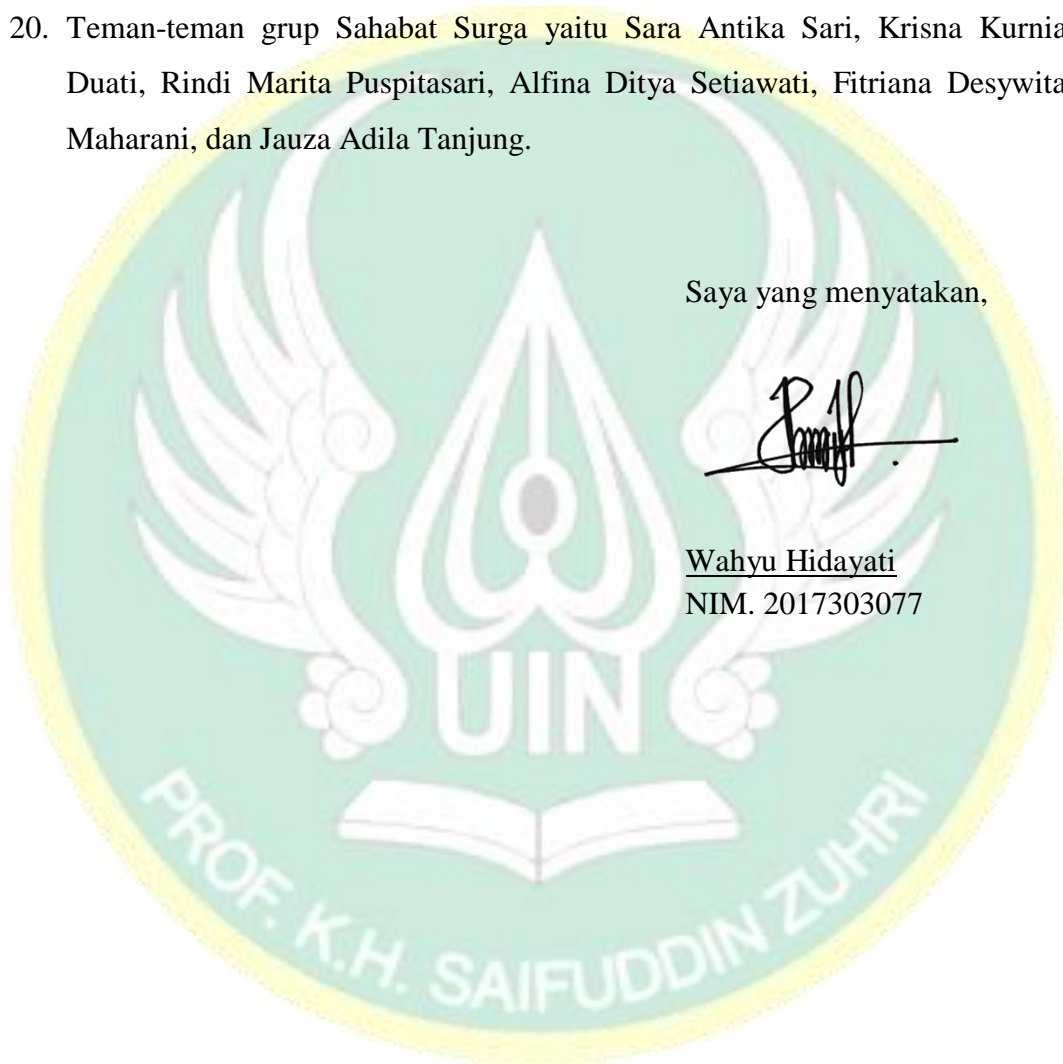 20. Teman-teman grup Sahabat Surga yaitu Sara Antika Sari, Krisna Kurnia
Duati, Rindi Marita Puspitasari, Alfina Ditya Setiawati, Fitriana Desywita
Maharani, dan Jauza Adila Tanjung.
Saya yang menyatakan,
Wahyu Hidayati
NIM. 2017303077
UIN
PROF. K.H. SAIFUDDIN ZUHRI